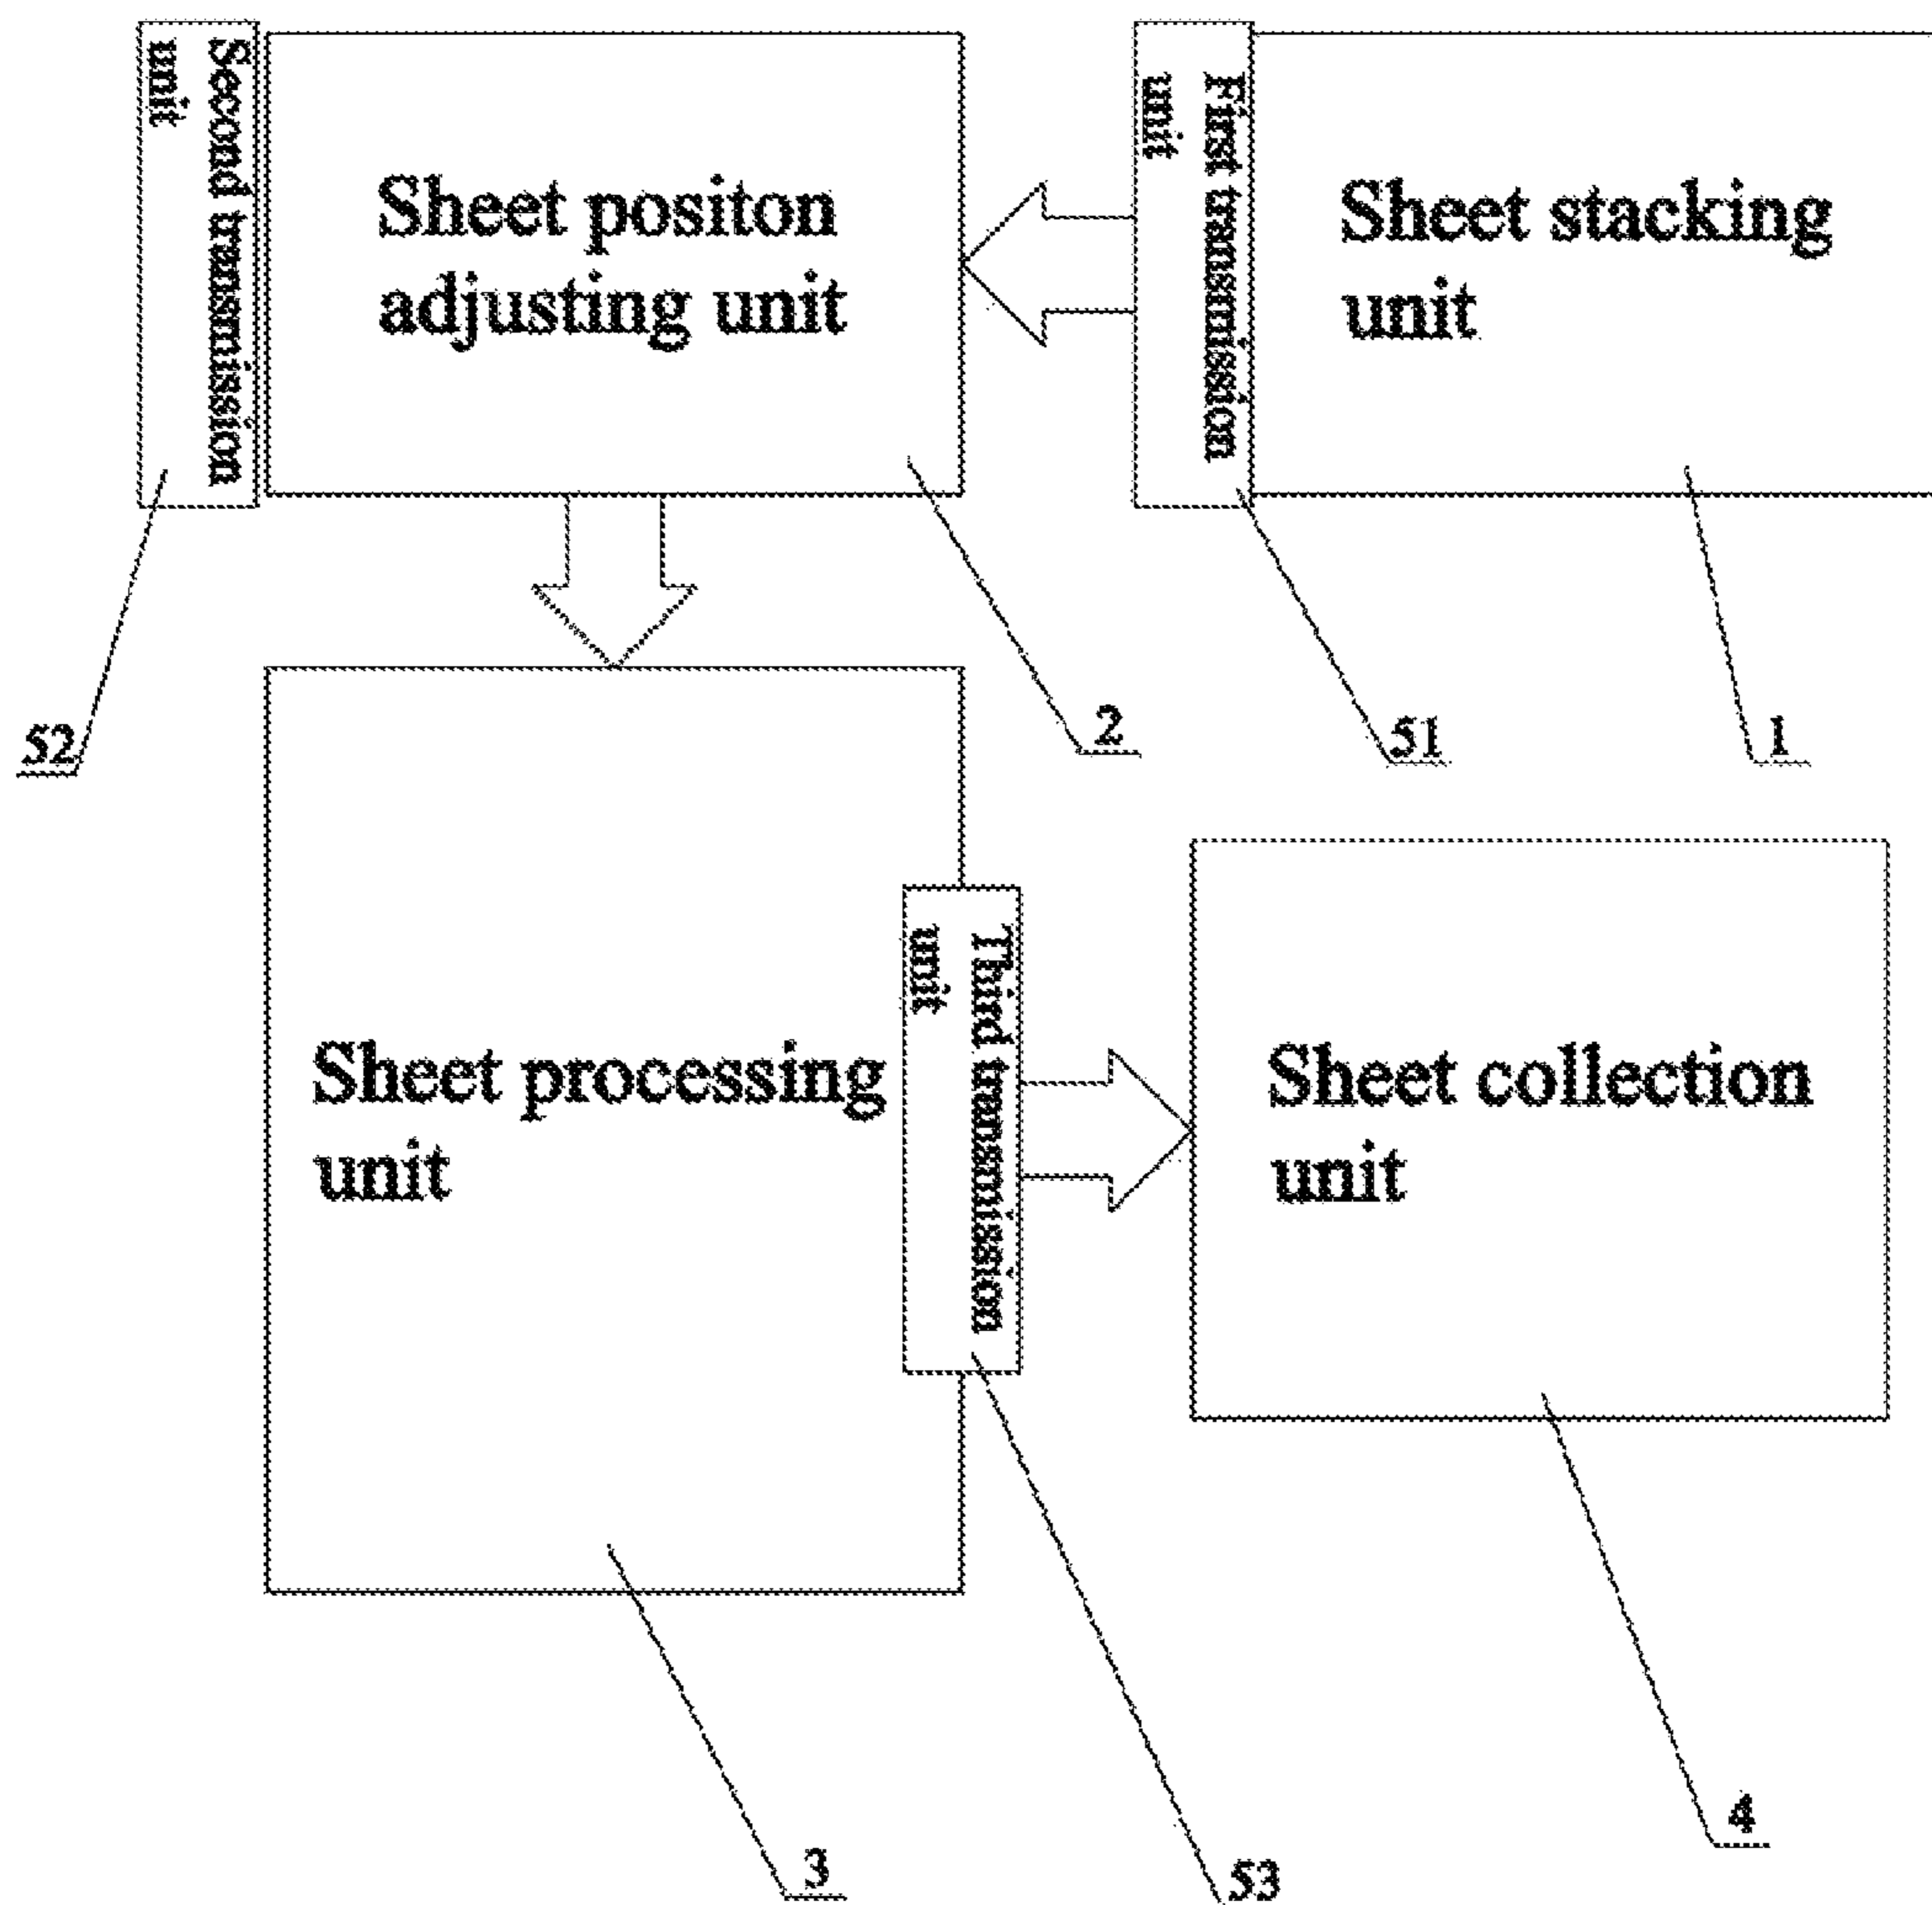 Second transmission
unit
Sheet positon
adjusting unit
First transmission
unit
Sheet stacking
unit
52
2
51
1
Sheet processing
unit
Third transmission
unit
Sheet collection
unit
3
53
4